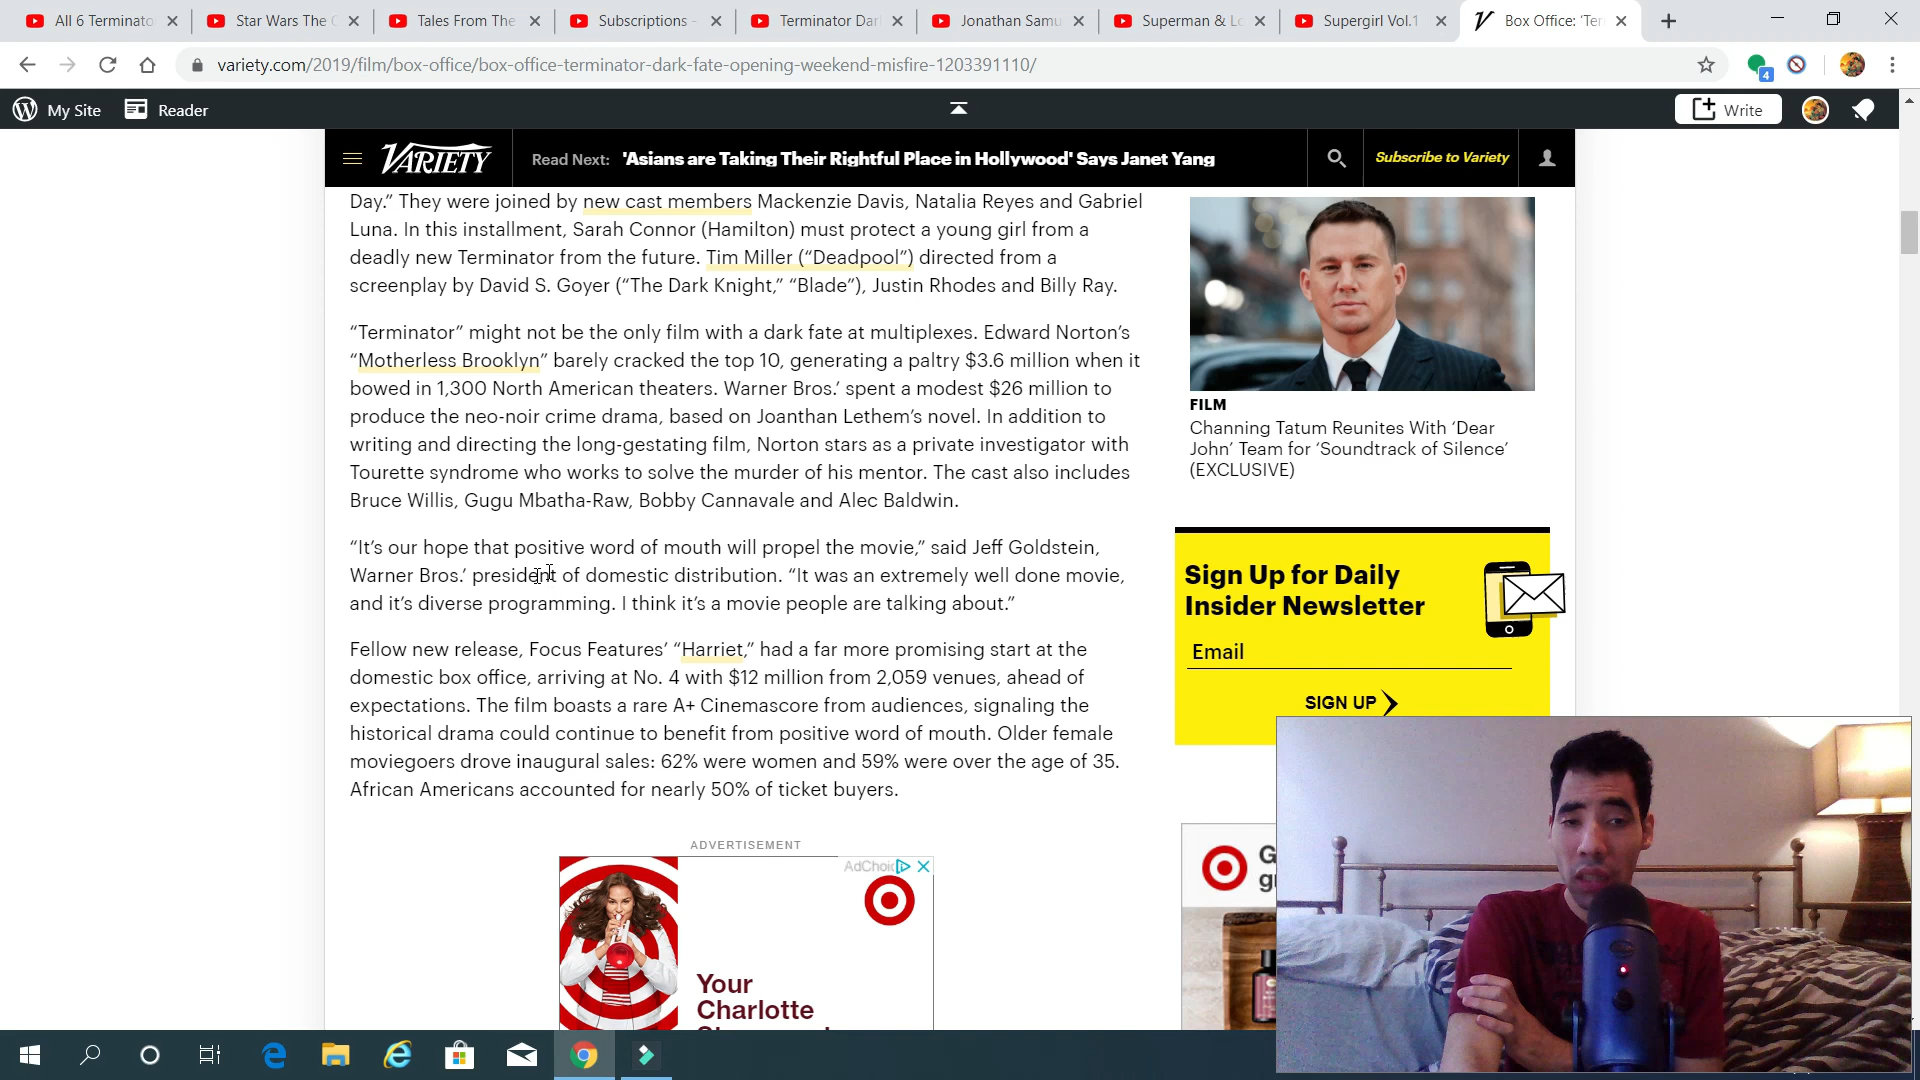 All 6 Terminato
Star Wars The C
Tales From The
Subscriptions -
Terminator Dar
Jonathan Samu
Superman & Lo
Supergirl Vol.1
Box Office: 'Ter
variety.com/2019/film/box-office/box-office-terminator-dark-fate-opening-weekend-misfire-1203391110/
4
My Site
Reader
Write
VARIETY
Read Next: 'Asians are Taking Their Rightful Place in Hollywood' Says Janet Yang
Subscribe to Variety
Day.” They were joined by new cast members Mackenzie Davis, Natalia Reyes and Gabriel
Luna. In this installment, Sarah Connor (Hamilton) must protect a young girl from a
deadly new Terminator from the future. Tim Miller (“Deadpool”) directed from a
screenplay by David S. Goyer (“The Dark Knight,” “Blade”), Justin Rhodes and Billy Ray.
“Terminator” might not be the only film with a dark fate at multiplexes. Edward Norton’s
“Motherless Brooklyn” barely cracked the top 10, generating a paltry $3.6 million when it
bowed in 1,300 North American theaters. Warner Bros.’ spent a modest $26 million to
produce the neo-noir crime drama, based on Joanthan Lethem’s novel. In addition to
writing and directing the long-gestating film, Norton stars as a private investigator with
Tourette syndrome who works to solve the murder of his mentor. The cast also includes
Bruce Willis, Gugu Mbatha-Raw, Bobby Cannavale and Alec Baldwin.
“It’s our hope that positive word of mouth will propel the movie,” said Jeff Goldstein,
Warner Bros.’ president of domestic distribution. “It was an extremely well done movie,
and it’s diverse programming. I think it’s a movie people are talking about.”
Fellow new release, Focus Features’ “Harriet,” had a far more promising start at the
domestic box office, arriving at No. 4 with $12 million from 2,059 venues, ahead of
expectations. The film boasts a rare A+ Cinemascore from audiences, signaling the
historical drama could continue to benefit from positive word of mouth. Older female
moviegoers drove inaugural sales: 62% were women and 59% were over the age of 35.
African Americans accounted for nearly 50% of ticket buyers.
ADVERTISEMENT
AdChoic
Your
Charlotte
FILM
Channing Tatum Reunites With ‘Dear
John’ Team for ‘Soundtrack of Silence’
(EXCLUSIVE)
Sign Up for Daily
Insider Newsletter
Email
SIGN UP